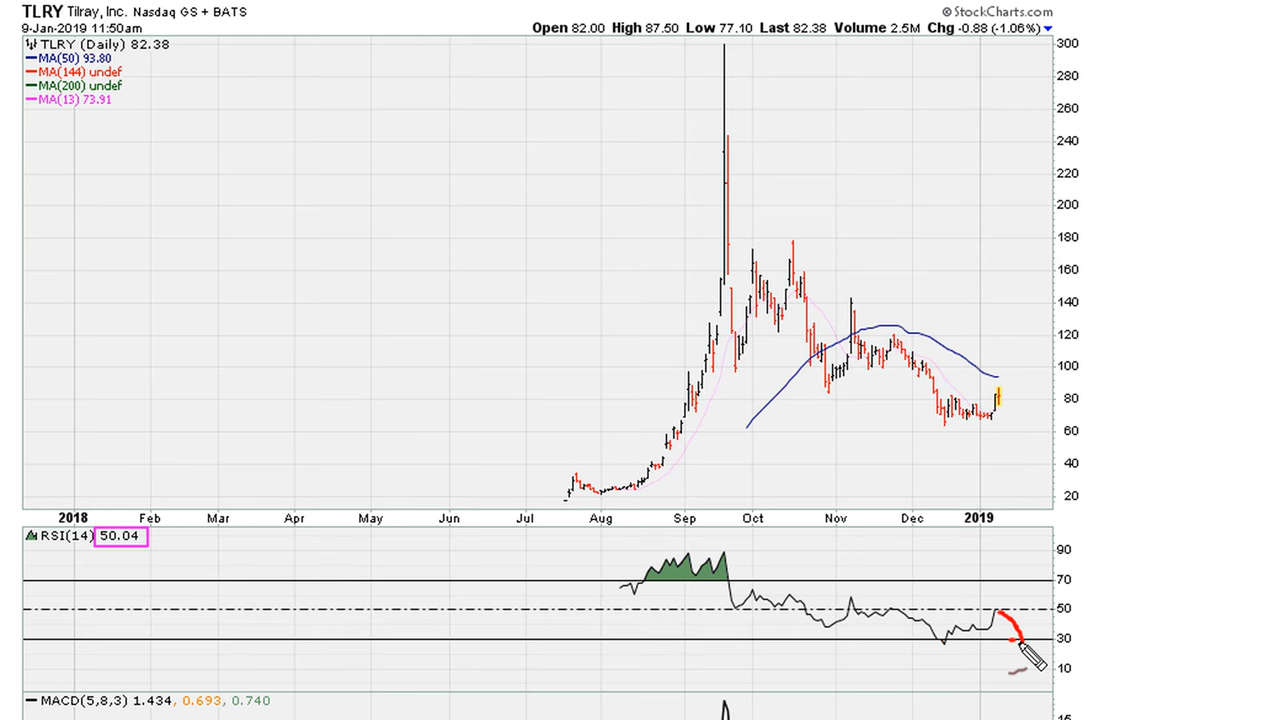 TLRY Tilray, Inc. Nasdaq GS + BATS
© StockCharts.com
9-Jan-2019 11:50am
Open 82.00 High 87.50 Low 77.10 Last 82.38 Volume 2.5M Chg -0.88 (-1.06%)
TLRY (Daily) 82.38
MA(50) 93.80
MA(144) undef
MA(200) undef
MA(13) 73.91
300
280
260
240
220
200
180
160
140
120
100
80
60
40
20
2018 Feb Mar Apr May Jun Jul Aug Sep Oct Nov Dec 2019
RSI(14) 50.04
90
70
50
30
10
MACD(5,8,3) 1.434, 0.693, 0.740
15